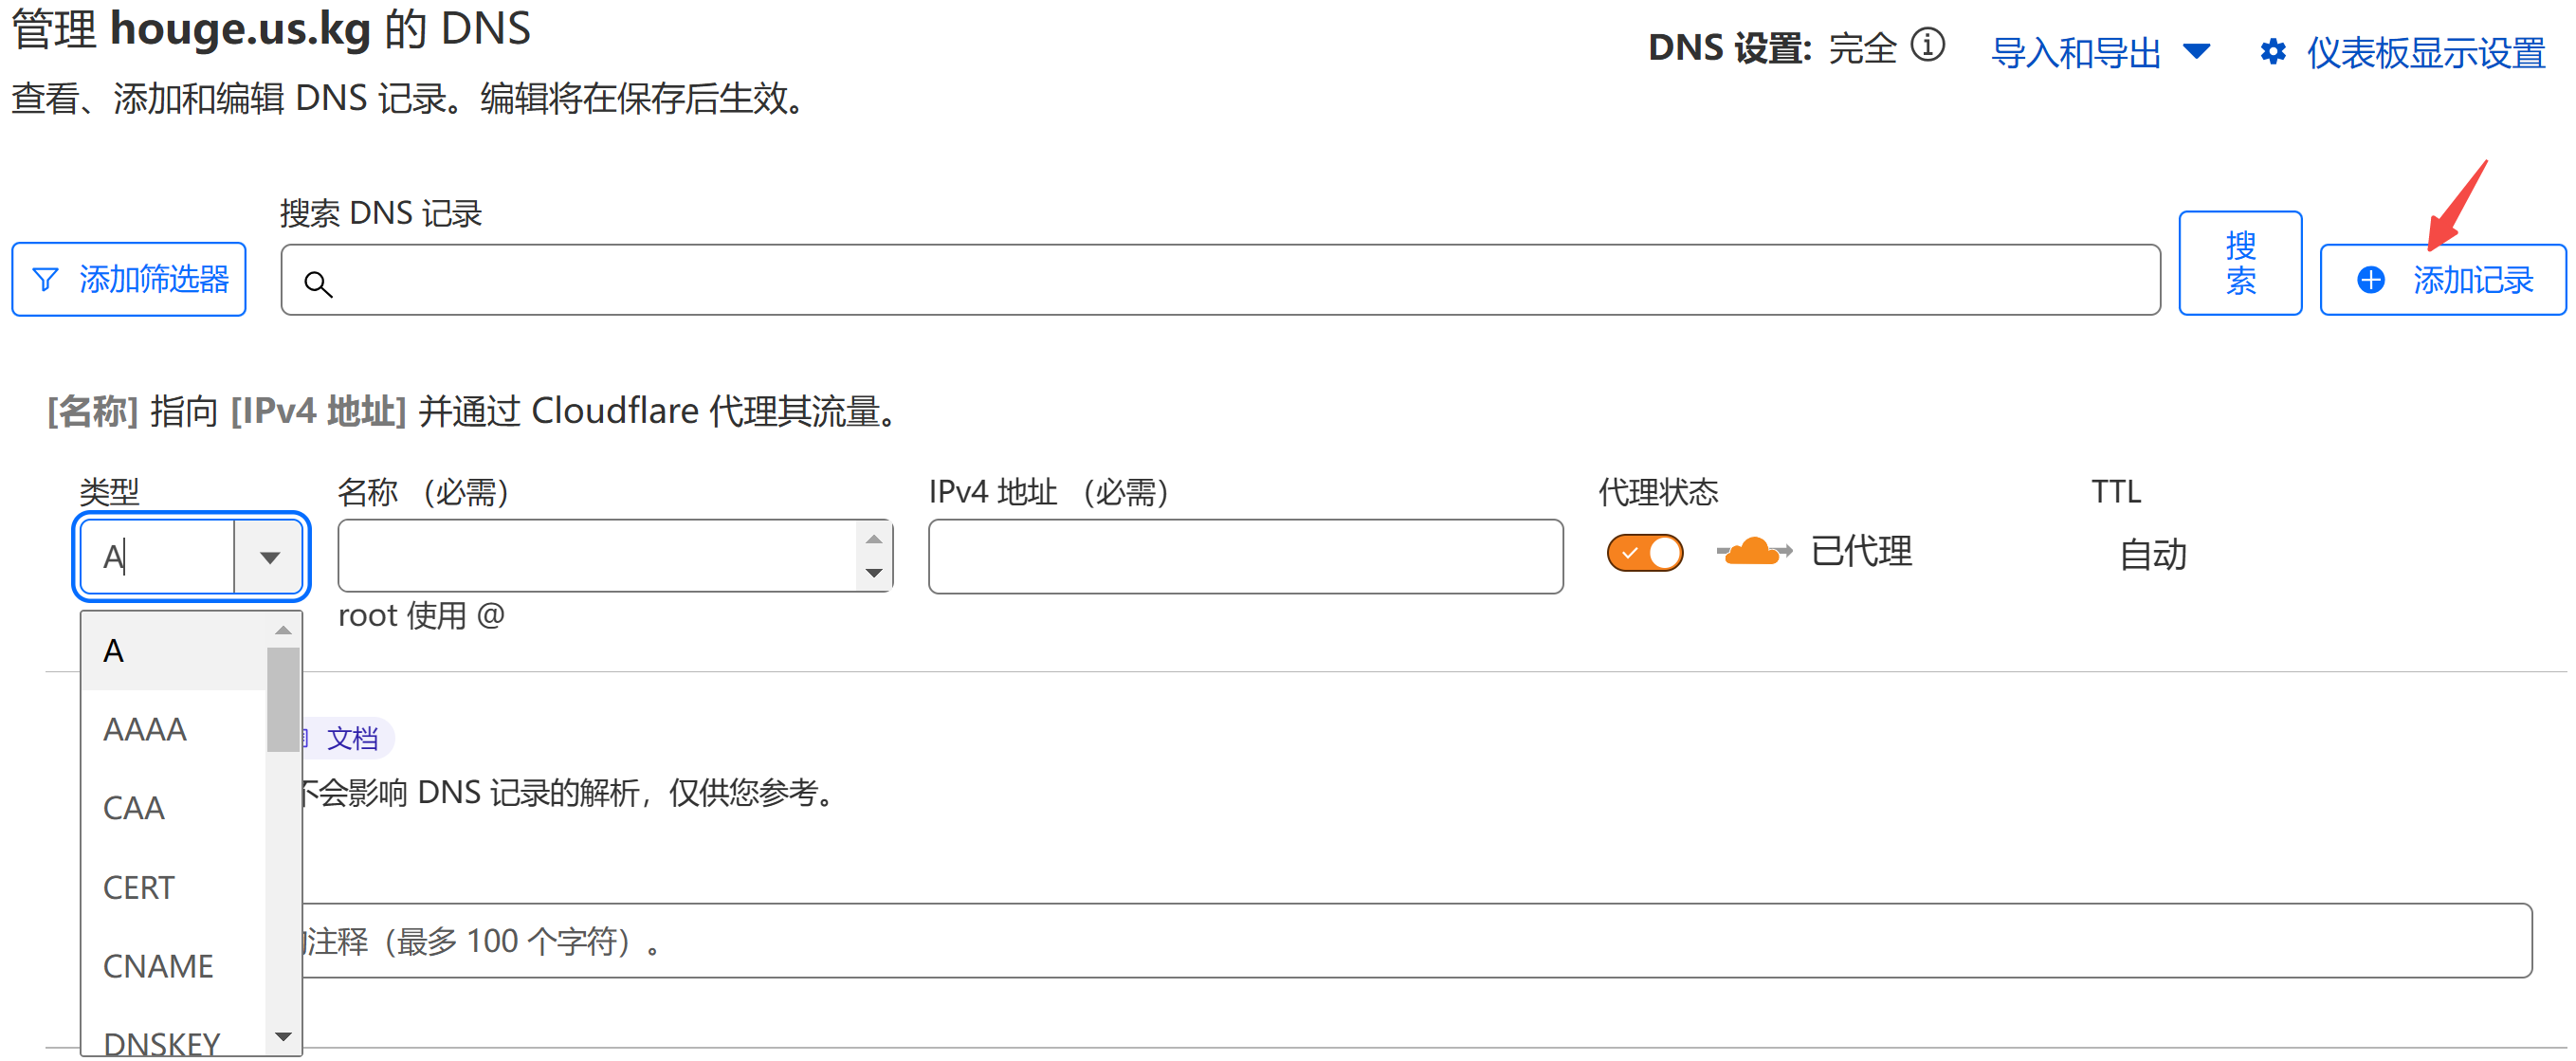 管理 houge.us.kg 的 DNS
DNS 设置: 完全
导入和导出
仪表板显示设置
查看、添加和编辑 DNS 记录。编辑将在保存后生效。
搜索 DNS 记录
添加筛选器
搜
索
添加记录
[名称] 指向 [IPv4 地址] 并通过 Cloudflare 代理其流量。
类型
名称 （必需）
IPv4 地址 （必需）
代理状态
TTL
A
已代理
自动
root 使用 @
A
AAAA
CAA
CERT
CNAME
DNSKEY
文档
不会影响 DNS 记录的解析，仅供您参考。
注释（最多 100 个字符）。